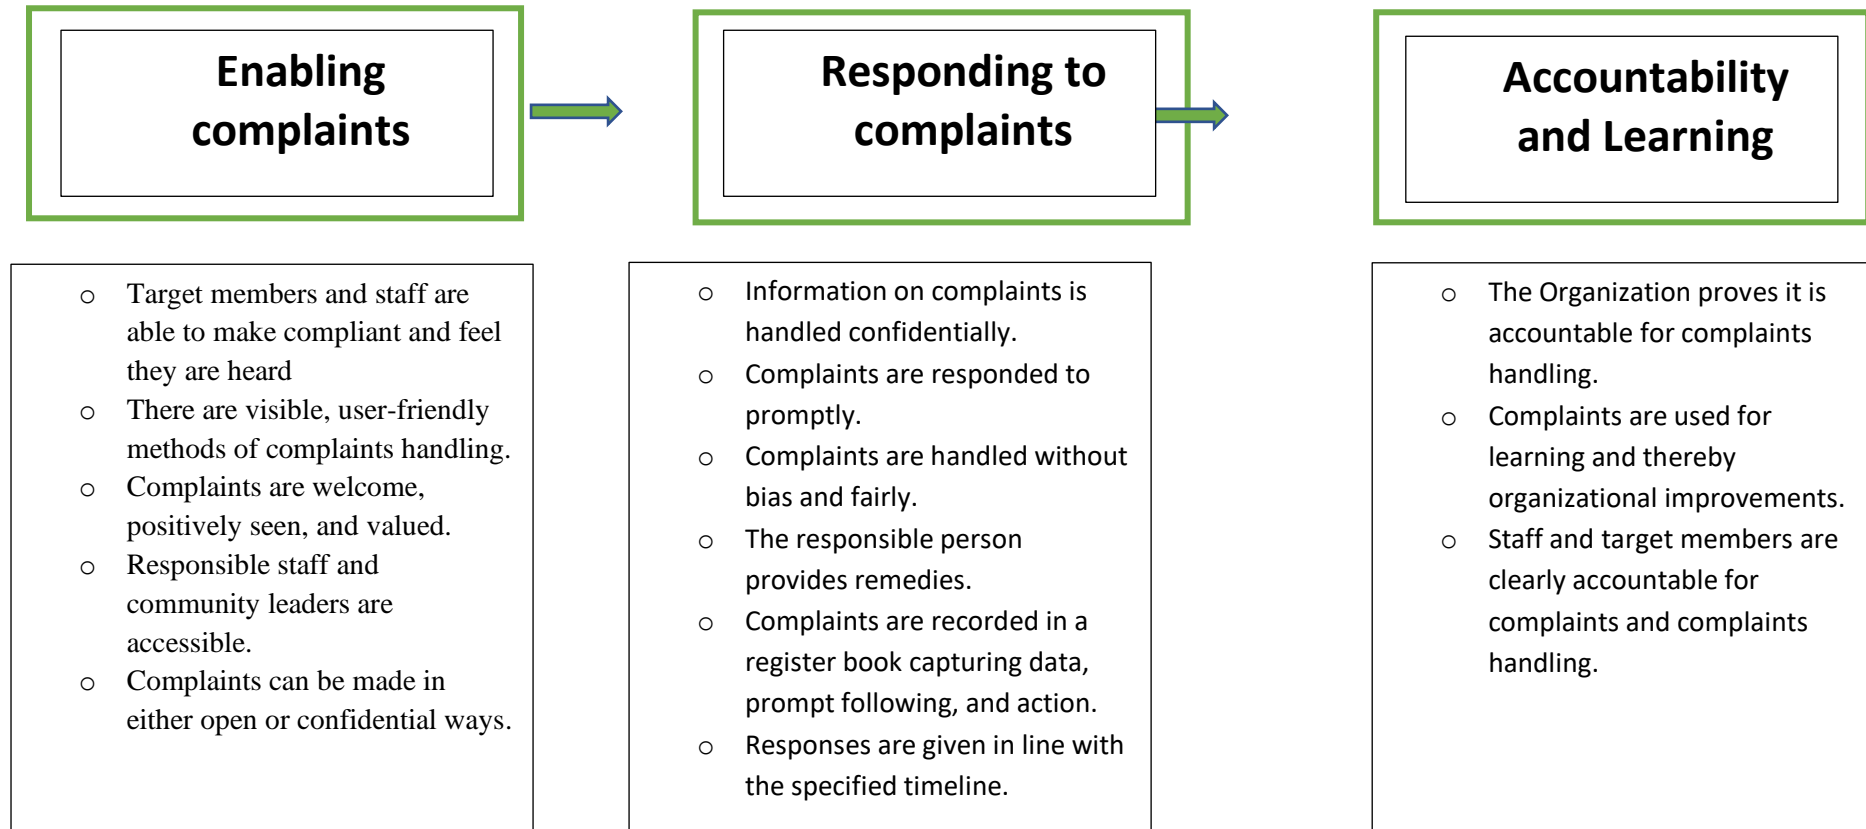 Enabling
complaints
Responding to
complaints
Accountability
and Learning
o Target members and staff are
able to make compliant and feel
they are heard
o There are visible, user-friendly
methods of complaints handling.
o Complaints are welcome,
positively seen, and valued.
o Responsible staff and
community leaders are
accessible.
o Complaints can be made in
either open or confidential ways.
o Information on complaints is
handled confidentially.
o Complaints are responded to
promptly.
o Complaints are handled without
bias and fairly.
o The responsible person
provides remedies.
o Complaints are recorded in a
register book capturing data,
prompt following, and action.
o Responses are given in line with
the specified timeline.
o The Organization proves it is
accountable for complaints
handling.
o Complaints are used for
learning and thereby
organizational improvements.
o Staff and target members are
clearly accountable for
complaints and complaints
handling.